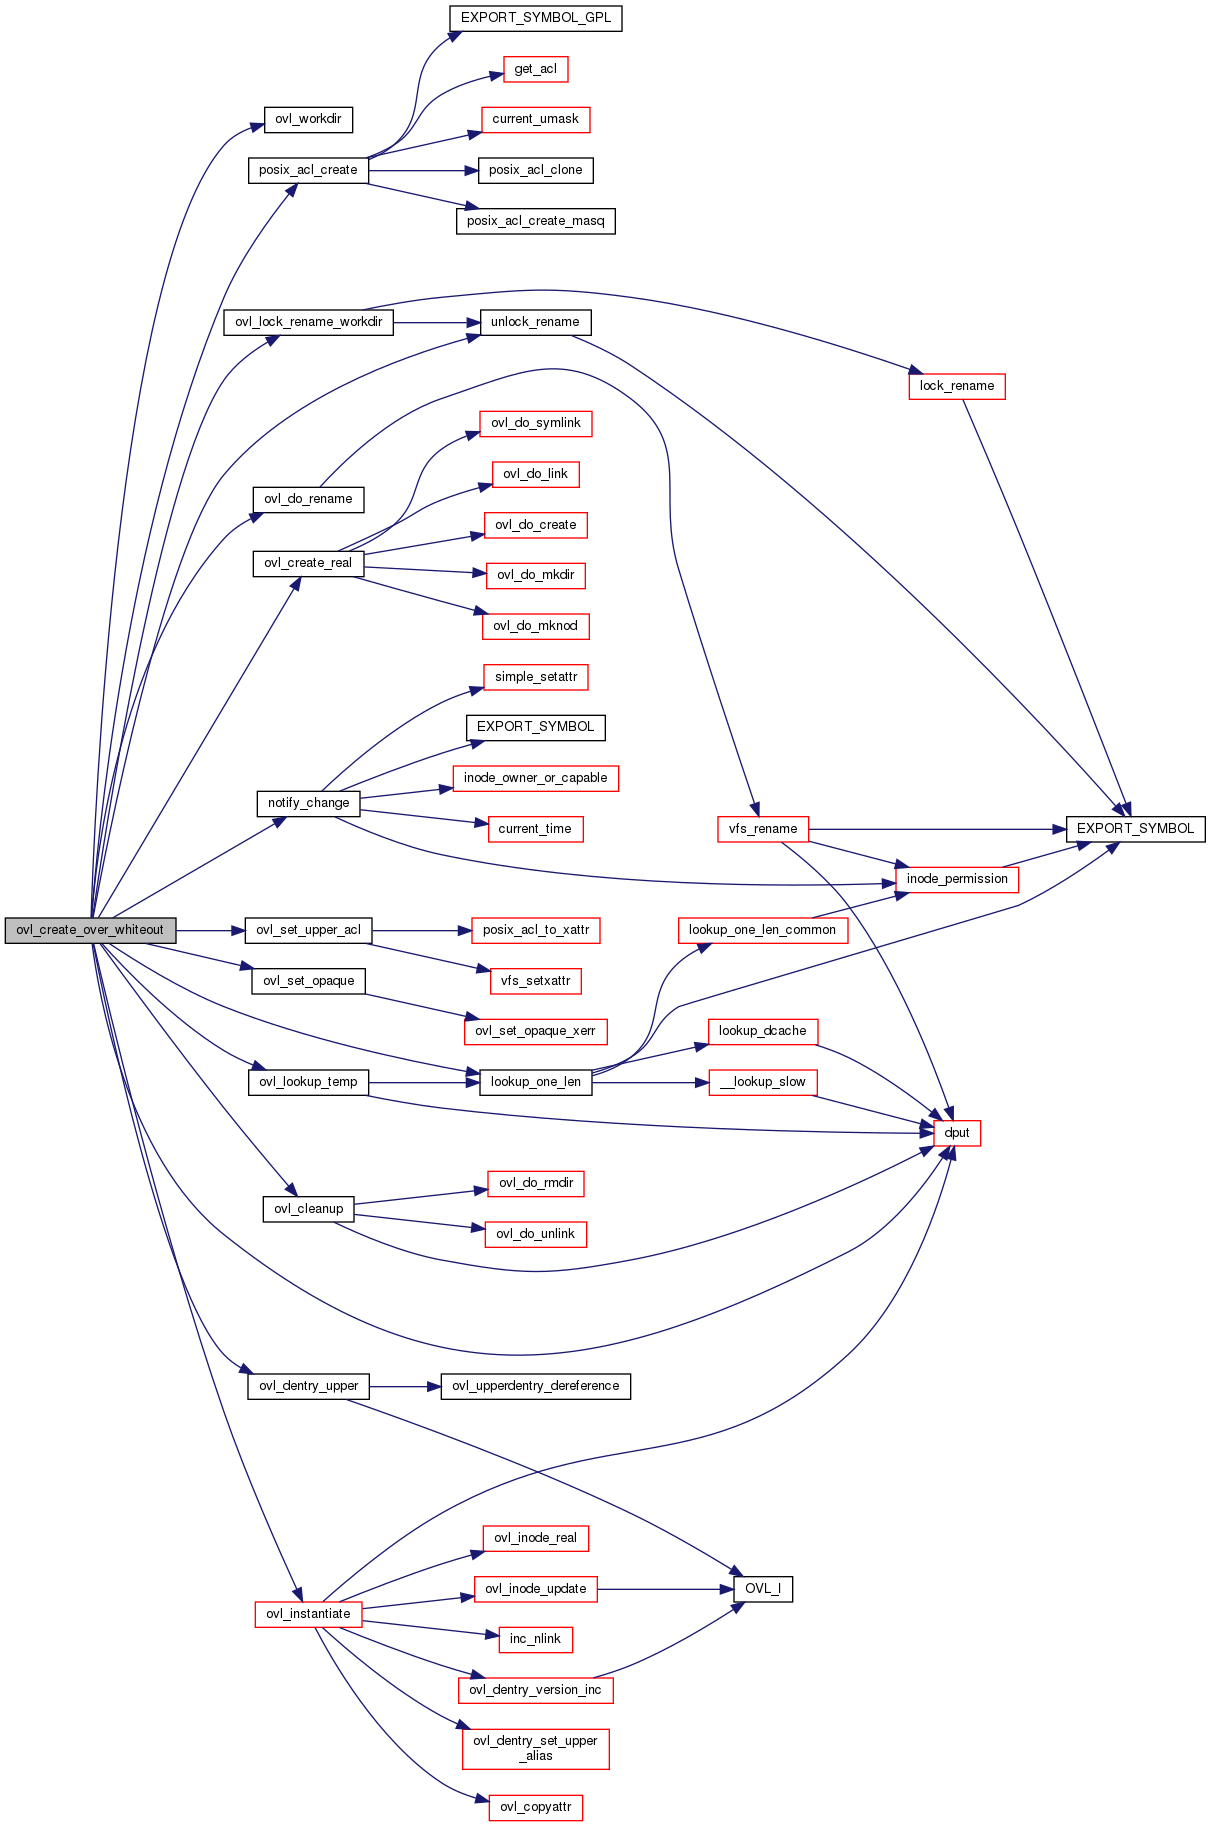 EXPORT_SYMBOL_GPL
get_acl
ovl_workdir
current_umask
posix_acl_create
posix_acl_clone
posix_acl_create_masq
ovl_lock_rename_workdir
unlock_rename
lock_rename
ovl_do_symlink
ovl_do_link
ovl_do_rename
ovl_do_create
ovl_create_real
ovl_do_mkdir
ovl_do_mknod
simple_setattr
EXPORT_SYMBOL
inode_owner_or_capable
notify_change
current_time
vfs_rename
EXPORT_SYMBOL
inode_permission
ovl_create_over_whiteout
ovl_set_upper_acl
posix_acl_to_xattr
lookup_one_len_common
ovl_set_opaque
vfs_setxattr
ovl_set_opaque_xerr
lookup_dcache
ovl_lookup_temp
lookup_one_len
__lookup_slow
dput
ovl_do_rmdir
ovl_cleanup
ovl_do_unlink
ovl_dentry_upper
ovl_upperdentry_dereference
ovl_inode_real
ovl_inode_update
OVL_I
ovl_instantiate
inc_nlink
ovl_dentry_version_inc
ovl_dentry_set_upper
_alias
ovl_copyattr